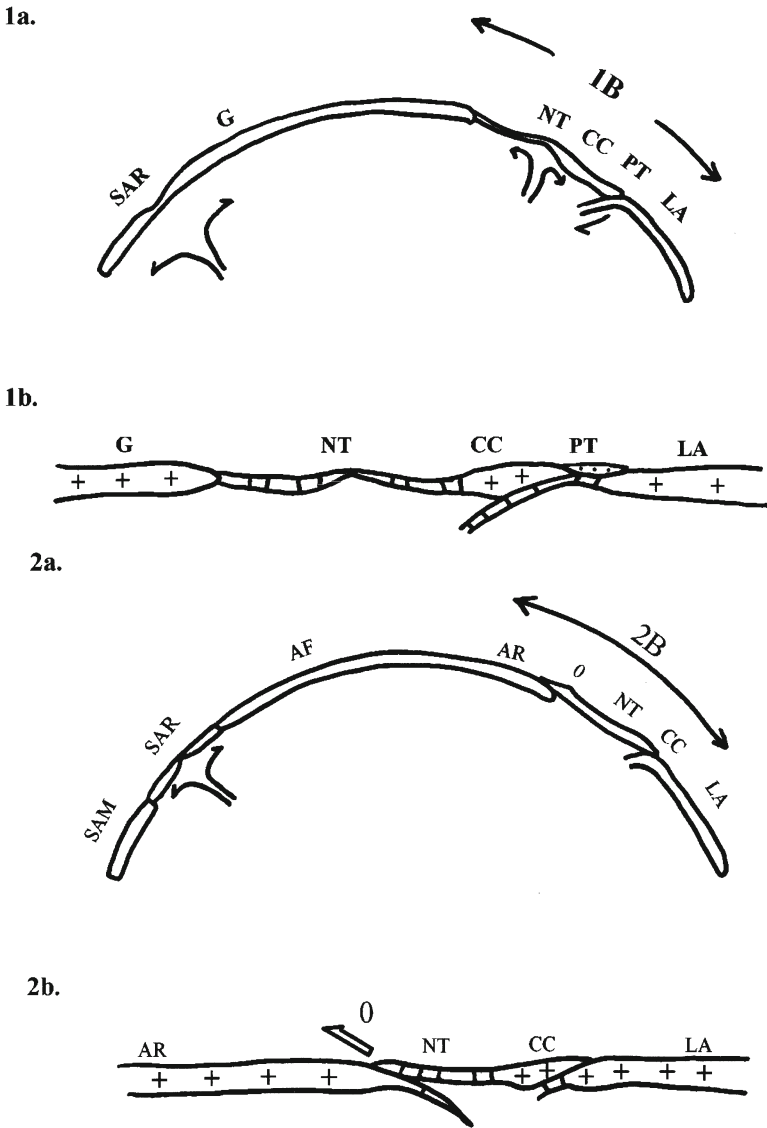 1a.
1B
G
NT
CC
PT
SAR
LA
1b.
G NT CC PT LA
+ + + + + + +
2a.
2B
AF AR 0
NT
SAR
CC
LA
SAM
2b.
0
AR NT CC LA
+ + + + + + + + + + +